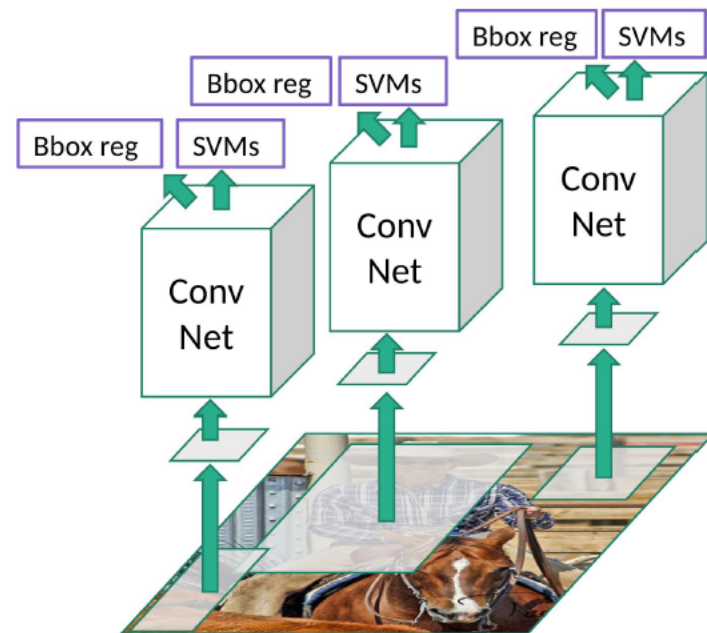 Bbox reg SVMs
Bbox reg SVMs
Bbox reg SVMs
Conv
Net
Conv
Net
Conv
Net